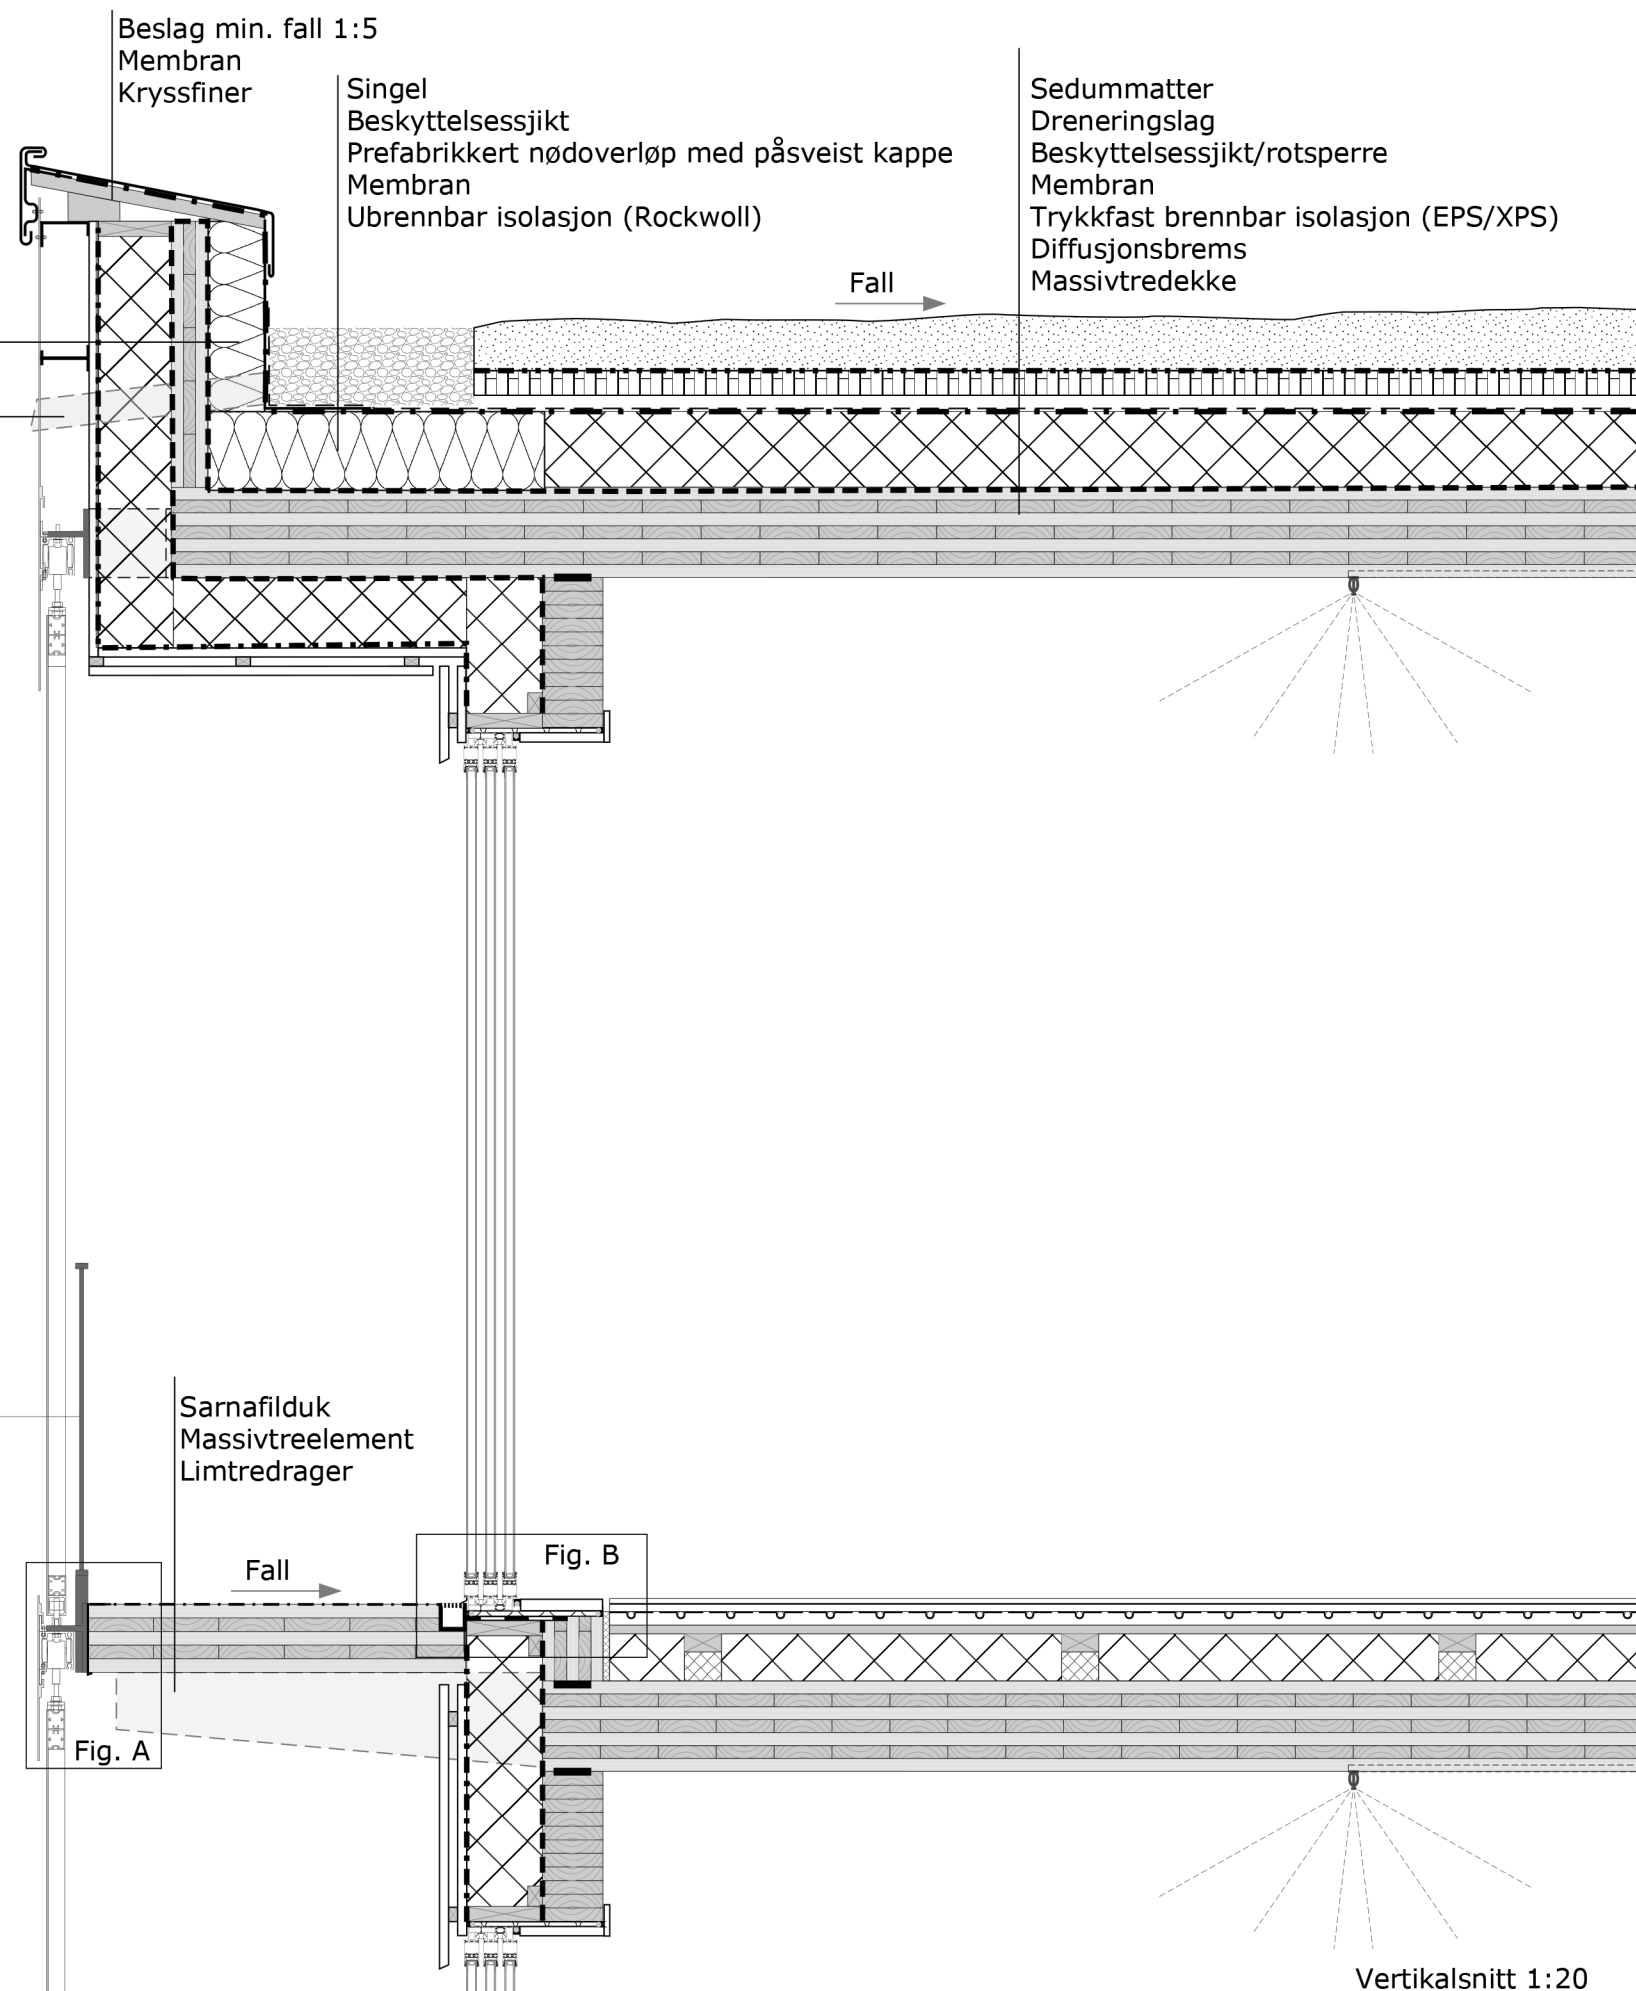 Beslag min. fall 1:5
Membran
Kryssfiner
Singel
Beskyttelsessjikt
Prefabrikkert nødoverløp med påsveist kappe
Membran
Ubrennbar isolasjon (Rockwoll)
Sedummatter
Dreneringslag
Beskyttelsessjikt/rotsperre
Membran
Trykkfast brennbar isolasjon (EPS/XPS)
Diffusjonsbrems
Massivtredekke
Fall
Sarnafilduk
Massivtreelement
Limtredrager
Fall
Fig. B
Fig. A
Vertikalsnitt 1:20